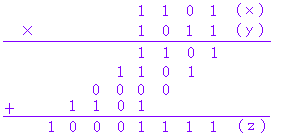 1 1 0 1 (x)
× 1 0 1 1 (y)
1 1 0 1
1 1 0 1
0 0 0 0
+ 1 1 0 1
1 0 0 0 1 1 1 1 (z)